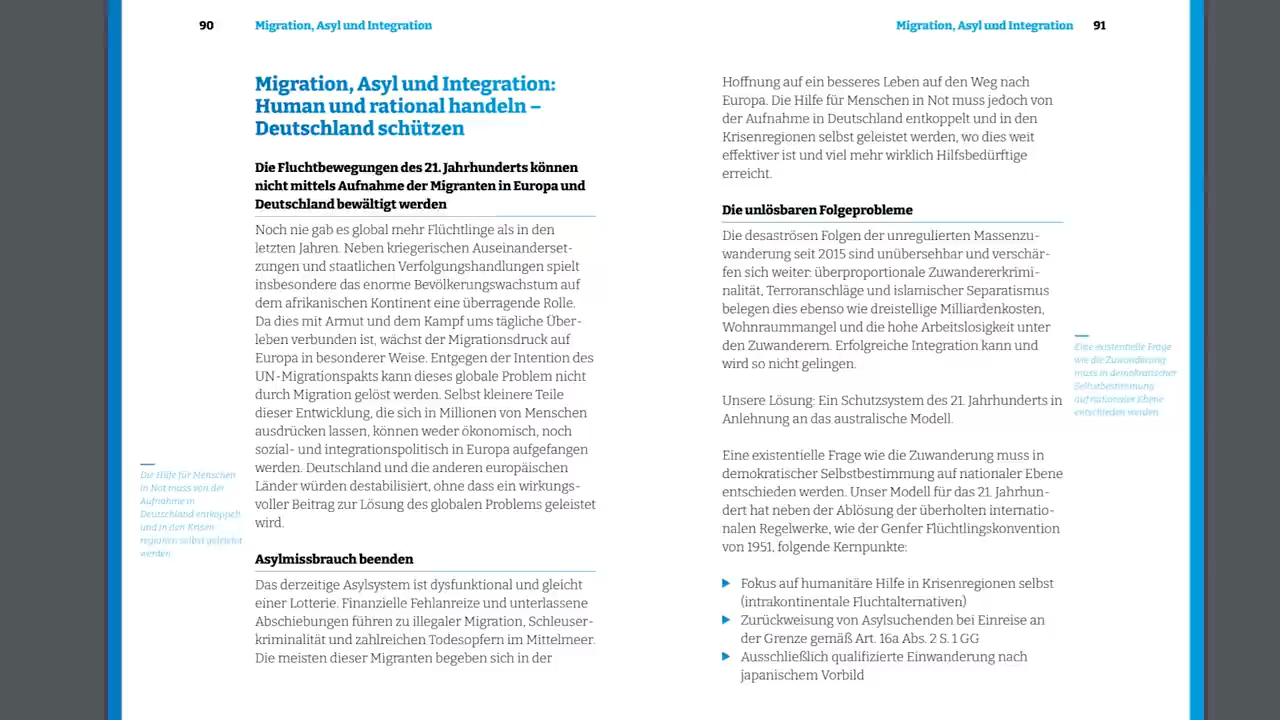 90 Migration, Asyl und Integration
Migration, Asyl und Integration:
Human und rational handeln –
Deutschland schützen
Die Fluchtbewegungen des 21. Jahrhunderts können
nicht mittels Aufnahme der Migranten in Europa und
Deutschland bewältigt werden
Noch nie gab es global mehr Flüchtlinge als in den
letzten Jahren. Neben kriegerischen Auseinanderset-
zungen und staatlichen Verfolgungshandlungen spielt
insbesondere das enorme Bevölkerungswachstum auf
dem afrikanischen Kontinent eine überragende Rolle.
Da dies mit Armut und dem Kampf ums tägliche Über-
leben verbunden ist, wächst der Migrationsdruck auf
Europa in besonderer Weise. Entgegen der Intention des
UN-Migrationspakts kann dieses globale Problem nicht
durch Migration gelöst werden. Selbst kleinere Teile
dieser Entwicklung, die sich in Millionen von Menschen
ausdrücken lassen, können weder ökonomisch, noch
sozial- und integrationspolitisch in Europa aufgefangen
werden. Deutschland und die anderen europäischen
Länder würden destabilisiert, ohne dass ein wirkungs-
voller Beitrag zur Lösung des globalen Problems geleistet
wird.
Die Hilfe für Menschen
in Not muss von der
Aufnahme in
Deutschland entkoppelt
und in den Krisen
regionen selbst geleistet
werden
Asylmissbrauch beenden
Das derzeitige Asylsystem ist dysfunktional und gleicht
einer Lotterie. Finanzielle Fehlanreize und unterlassene
Abschiebungen führen zu illegaler Migration, Schleuser-
kriminalität und zahlreichen Todesopfern im Mittelmeer.
Die meisten dieser Migranten begeben sich in der
Migration, Asyl und Integration 91
Hoffnung auf ein besseres Leben auf den Weg nach
Europa. Die Hilfe für Menschen in Not muss jedoch von
der Aufnahme in Deutschland entkoppelt und in den
Krisenregionen selbst geleistet werden, wo dies weit
effektiver ist und viel mehr wirklich Hilfsbedürftige
erreicht.
Die unlösbaren Folgeprobleme
Die desaströsen Folgen der unregulierten Massenzu-
wanderung seit 2015 sind unübersehbar und verschär-
fen sich weiter: überproportionale Zuwandererkrimi-
nalität, Terroranschläge und islamischer Separatismus
belegen dies ebenso wie dreistellige Milliardenkosten,
Wohnraummangel und die hohe Arbeitslosigkeit unter
den Zuwanderern. Erfolgreiche Integration kann und
wird so nicht gelingen.
Eine existentielle Frage
wie die Zuwanderung
muss in demokratischer
Selbstbestimmung
auf nationaler Ebene
entschieden werden
Unsere Lösung: Ein Schutzsystem des 21. Jahrhunderts in
Anlehnung an das australische Modell.
Eine existentielle Frage wie die Zuwanderung muss in
demokratischer Selbstbestimmung auf nationaler Ebene
entschieden werden. Unser Modell für das 21. Jahrhun-
dert hat neben der Ablösung der überholten internatio-
nalen Regelwerke, wie der Genfer Flüchtlingskonvention
von 1951, folgende Kernpunkte:
Fokus auf humanitäre Hilfe in Krisenregionen selbst
(intrakontinentale Fluchtalternativen)
Zurückweisung von Asylsuchenden bei Einreise an
der Grenze gemäß Art. 16a Abs. 2 S. 1 GG
Ausschließlich qualifizierte Einwanderung nach
japanischem Vorbild